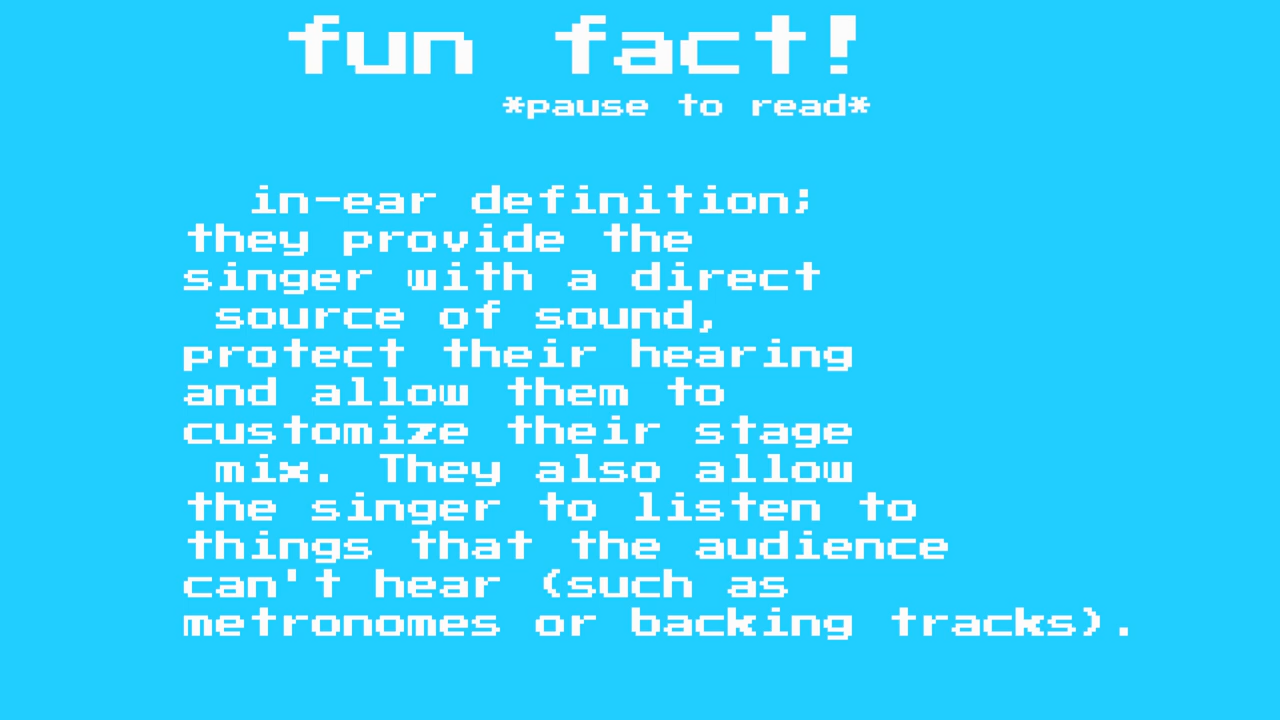 fun fact!
*pause to read*
in-ear definition;
they provide the
singer with a direct
source of sound,
protect their hearing
and allow them to
customize their stage
mix. They also allow
the singer to listen to
things that the audience
can't hear (such as
metronomes or backing tracks).